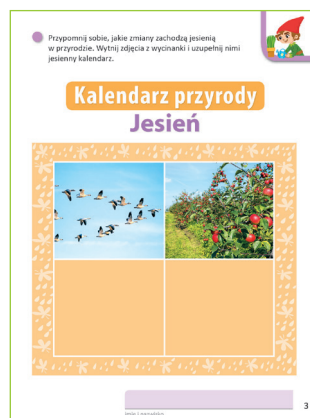 Przypomnij sobie, jakie zmiany zachodzą jesienią
w przyrodzie. Wytnij zdjęcia z wycinanki i uzupełnij nimi
jesienny kalendarz.
Kalendarz przyrody
Jesień
3